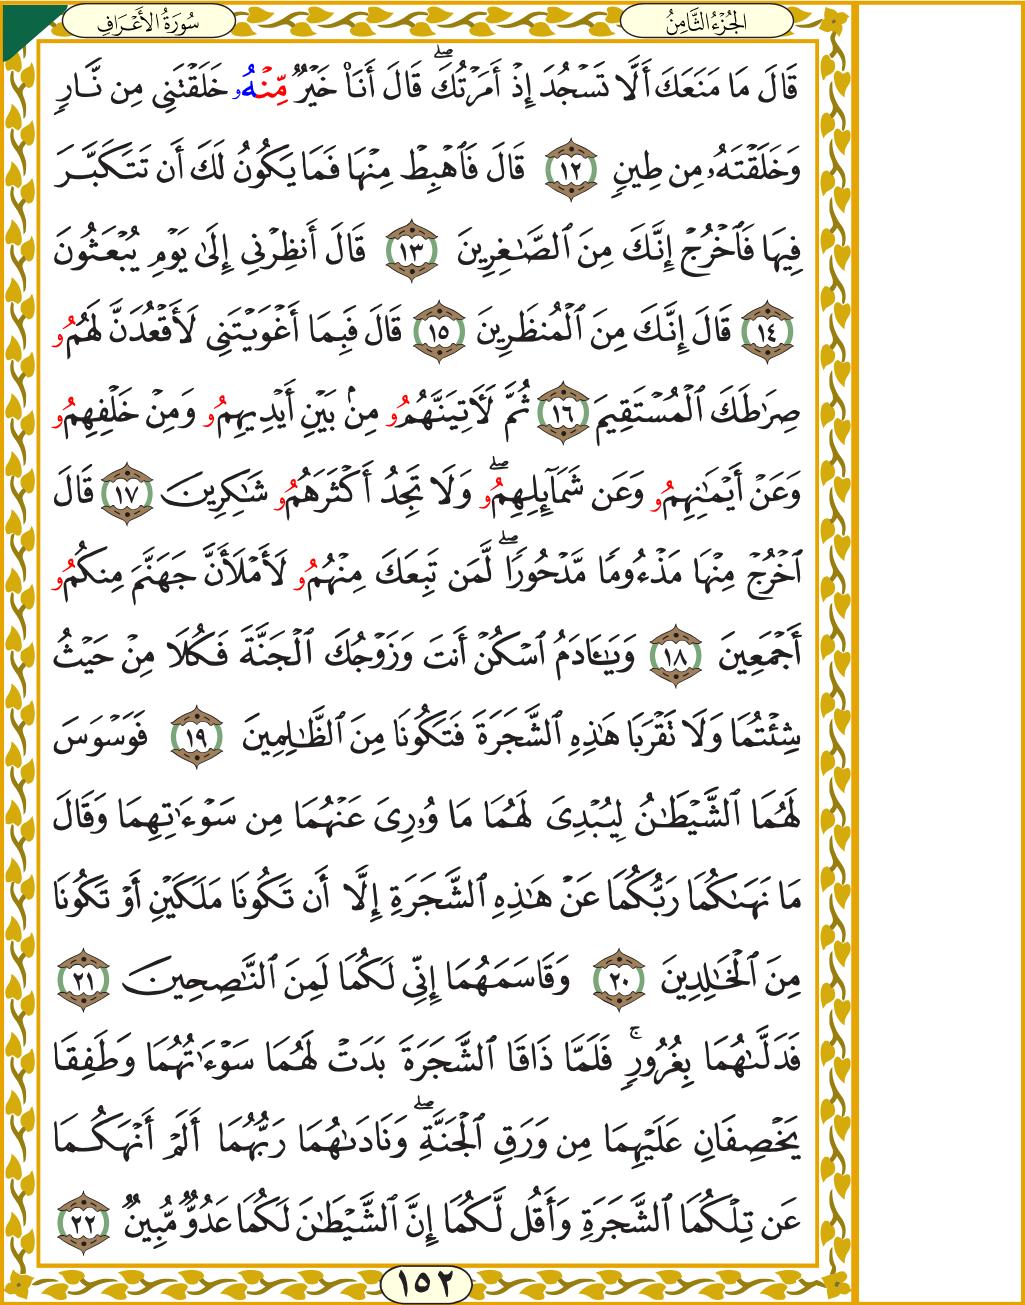 الجُزْءُ الثَّامِنُ
سُورَةُ الأَعْرَافِ
قَالَ مَا مَنَعَكَ أَلَّا تَسْجُدَ إِذْ أَمَرْتُكَۖ قَالَ أَنَا۠ خَيْرٌ مِّنْهُۥ خَلَقْتَنِى مِن نَّارٍ
وَخَلَقْتَهُۥ مِن طِينٍ ١٢ قَالَ فَٱهْبِطْ مِنْهَا فَمَا يَكُونُ لَكَ أَن تَتَكَبَّرَ
فِيهَا فَٱخْرُجْ إِنَّكَ مِنَ ٱلصَّٰغِرِينَ ١٣ قَالَ أَنظِرْنِى إِلَىٰ يَوْمِ يُبْعَثُونَ
١٤ قَالَ إِنَّكَ مِنَ ٱلْمُنظَرِينَ ١٥ قَالَ فَبِمَا أَغْوَيْتَنِى لَأَقْعُدَنَّ لَهُمُۥ
صِرَٰطَكَ ٱلْمُسْتَقِيمَ ١٦ ثُمَّ لَأٓتِيَنَّهُمُۥ مِنۢ بَيْنِ أَيْدِيهِمُۥ وَمِنْ خَلْفِهِمُۥ
وَعَنْ أَيْمَٰنِهِمُۥ وَعَن شَمَآئِلِهِمُۥۖ وَلَا تَجِدُ أَكْثَرَهُمُۥ شَٰكِرِينَ ١٧ قَالَ
ٱخْرُجْ مِنْهَا مَذْءُومًا مَّدْحُورًاۖ لَّمَن تَبِعَكَ مِنْهُمُۥ لَأَمْلَأَنَّ جَهَنَّمَ مِنكُمُۥ
أَجْمَعِينَ ١٨ وَيَٰٓـَٔادَمُ ٱسْكُنْ أَنتَ وَزَوْجُكَ ٱلْجَنَّةَ فَكُلَا مِنْ حَيْثُ
شِئْتُمَا وَلَا تَقْرَبَا هَٰذِهِ ٱلشَّجَرَةَ فَتَكُونَا مِنَ ٱلظَّٰلِمِينَ ١٩ فَوَسْوَسَ
لَهُمَا ٱلشَّيْطَٰنُ لِيُبْدِىَ لَهُمَا مَا وُۥرِىَ عَنْهُمَا مِن سَوْءَٰتِهِمَا وَقَالَ
مَا نَهَىٰكُمَا رَبُّكُمَا عَنْ هَٰذِهِ ٱلشَّجَرَةِ إِلَّا أَن تَكُونَا مَلَكَيْنِ أَوْ تَكُونَا
مِنَ ٱلْخَٰلِدِينَ ٢٠ وَقَاسَمَهُمَا إِنِّى لَكُمَا لَمِنَ ٱلنَّٰصِحِينَ ٢١
فَدَلَّىٰهُمَا بِغُرُورٍۚ فَلَمَّا ذَاقَا ٱلشَّجَرَةَ بَدَتْ لَهُمَا سَوْءَٰتُهُمَا وَطَفِقَا
يَخْصِفَانِ عَلَيْهِمَا مِن وَرَقِ ٱلْجَنَّةِۖ وَنَادَىٰهُمَا رَبُّهُمَا أَلَمْ أَنْهَكُمَا
عَن تِلْكُمَا ٱلشَّجَرَةِ وَأَقُل لَّكُمَا إِنَّ ٱلشَّيْطَٰنَ لَكُمَا عَدُوٌّ مُّبِينٌ ٢٢
١٥٢